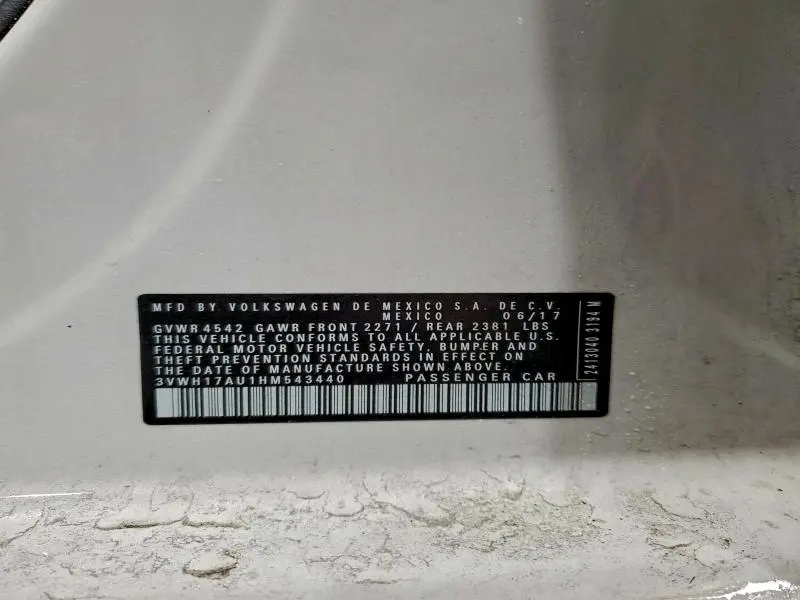 MFD BY VOLKSWAGEN DE MEXICO S.A. DE C.V.
MEXICO 06/17
GVWR 4542 GAWR FRONT 2271 / REAR 2381 LBS
THIS VEHICLE CONFORMS TO ALL APPLICABLE U.S.
FEDERAL MOTOR VEHICLE SAFETY, BUMPER AND
THEFT PREVENTION STANDARDS IN EFFECT ON
THE DATE OF MANUFACTURE SHOWN ABOVE.
3VWH17AU1HM543440 PASSENGER CAR
2413040 3194 M